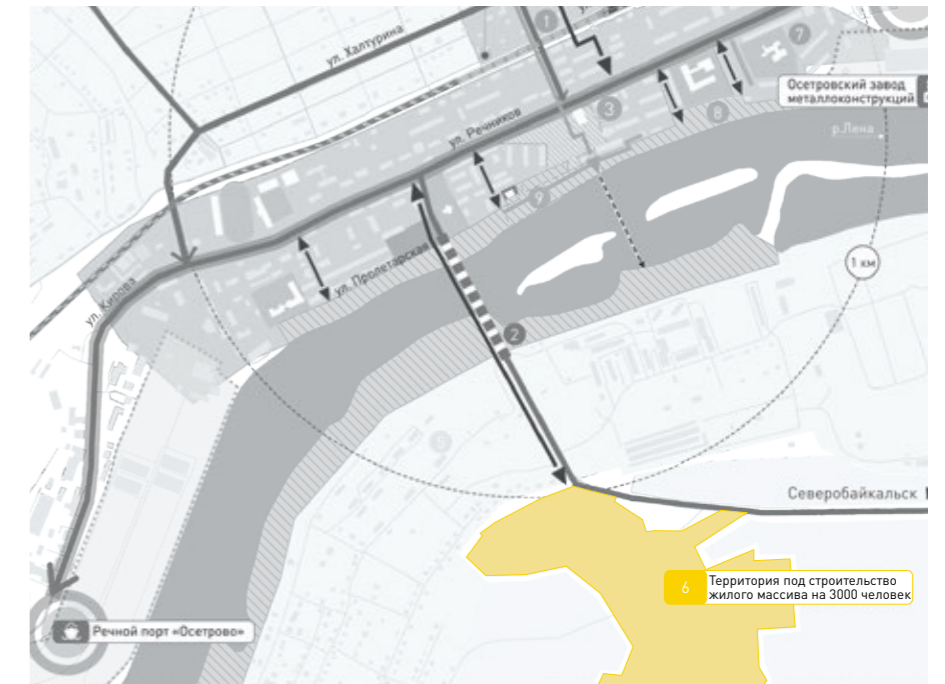 1
ул. Халтурина
7
Осетровский завод
металлоконструкций
3
8
р.Лена
ул. Речников
9
1 км
ул. Пролетарская
ул. Кирова
2
Северобайкальск
6
Территория под строительство
жилого массива на 3000 человек
Речной порт «Осетрово»